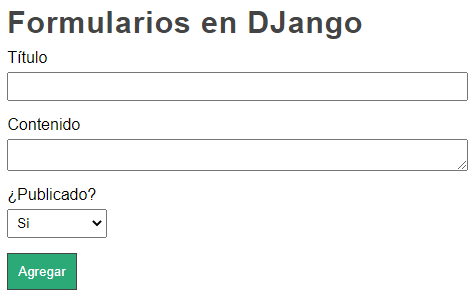 Formularios en DJango
Título
Contenido
¿Publicado?
Si
Agregar